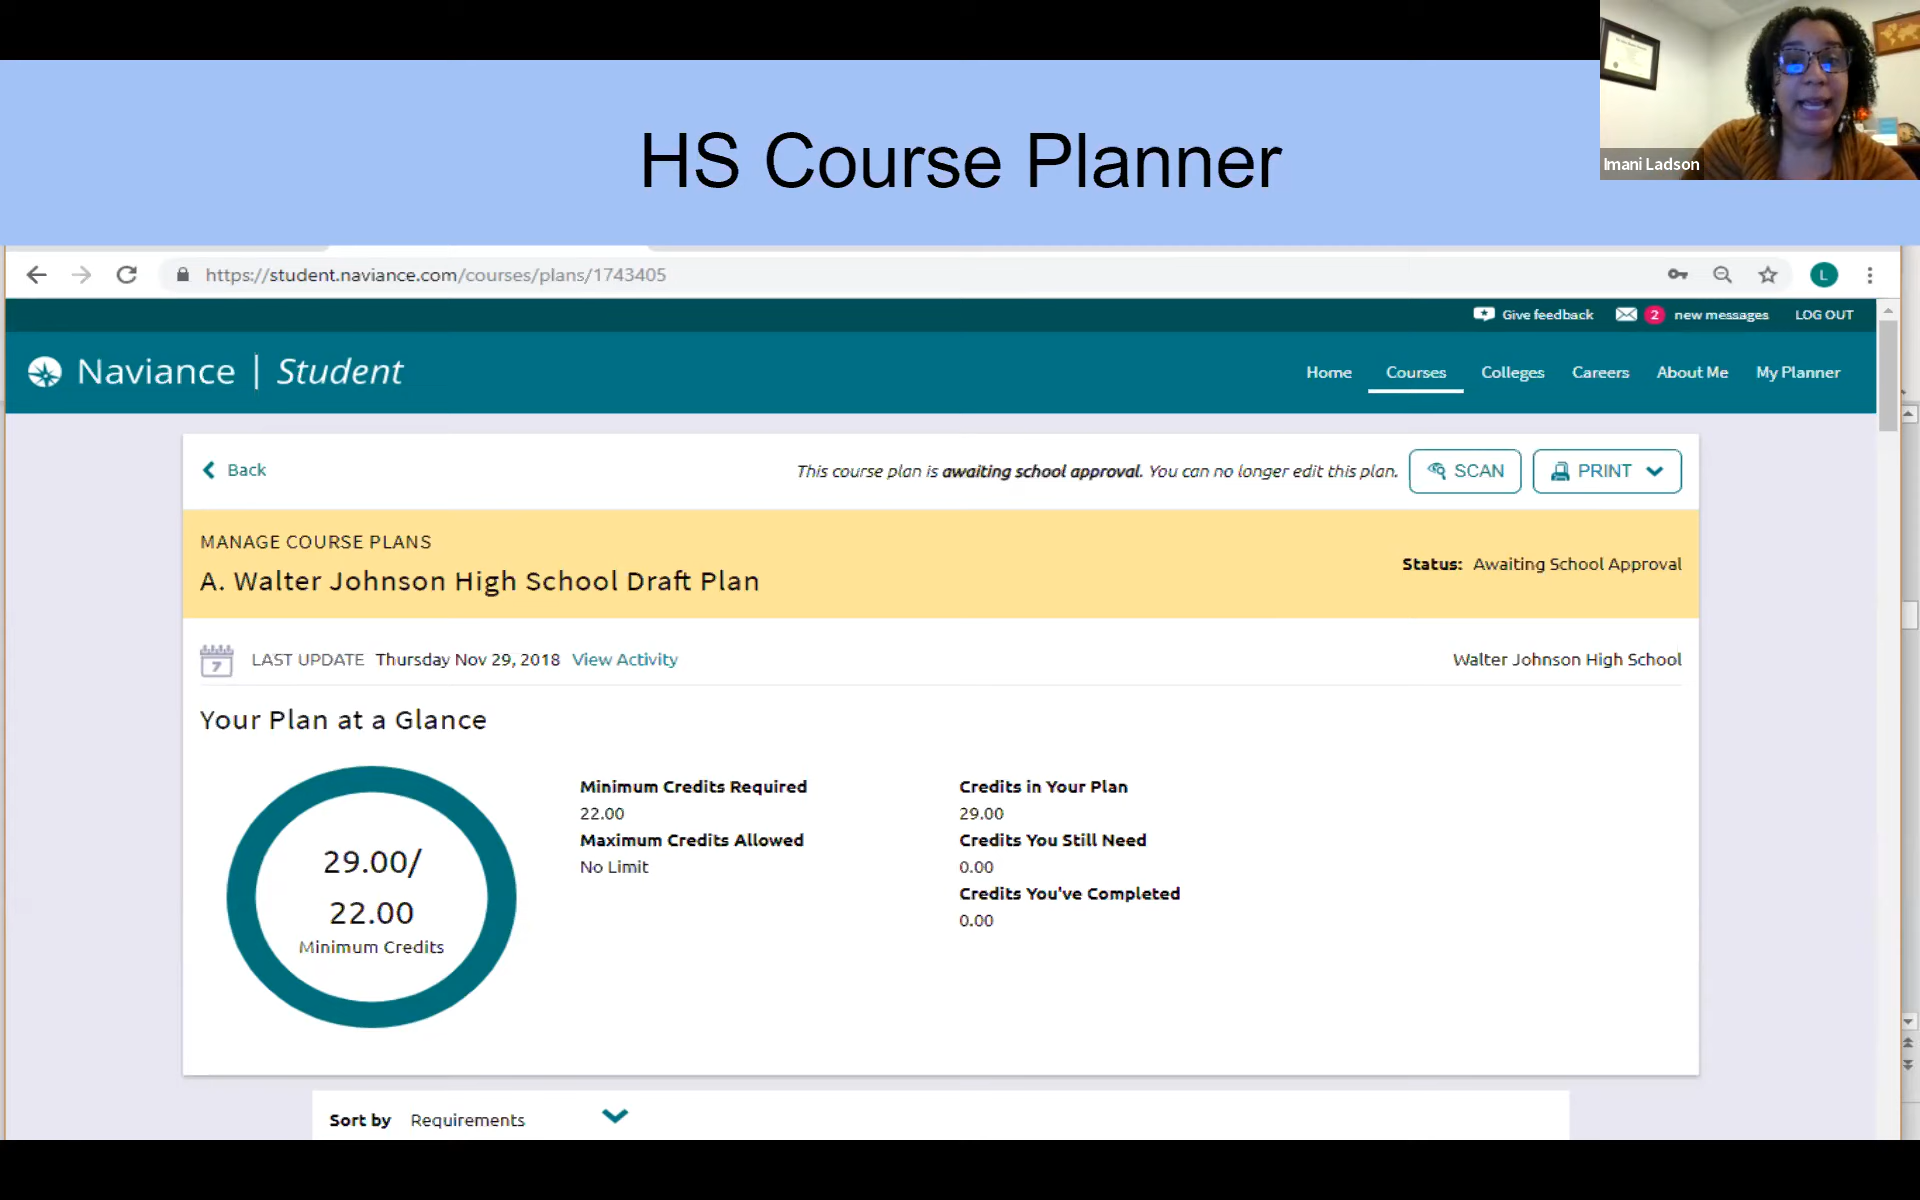 HS Course Planner
Imani Ladson
https://student.naviance.com/courses/plans/1743405
L
Give feedback 2 new messages LOG OUT
Naviance | Student
Home Courses Colleges Careers About Me My Planner
Back
This course plan is awaiting school approval. You can no longer edit this plan.
SCAN PRINT
MANAGE COURSE PLANS
A. Walter Johnson High School Draft Plan
Status: Awaiting School Approval
7 LAST UPDATE Thursday Nov 29, 2018 View Activity
Walter Johnson High School
Your Plan at a Glance
29.00/
22.00
Minimum Credits
Minimum Credits Required
22.00
Maximum Credits Allowed
No Limit
Credits in Your Plan
29.00
Credits You Still Need
0.00
Credits You've Completed
0.00
Sort by Requirements